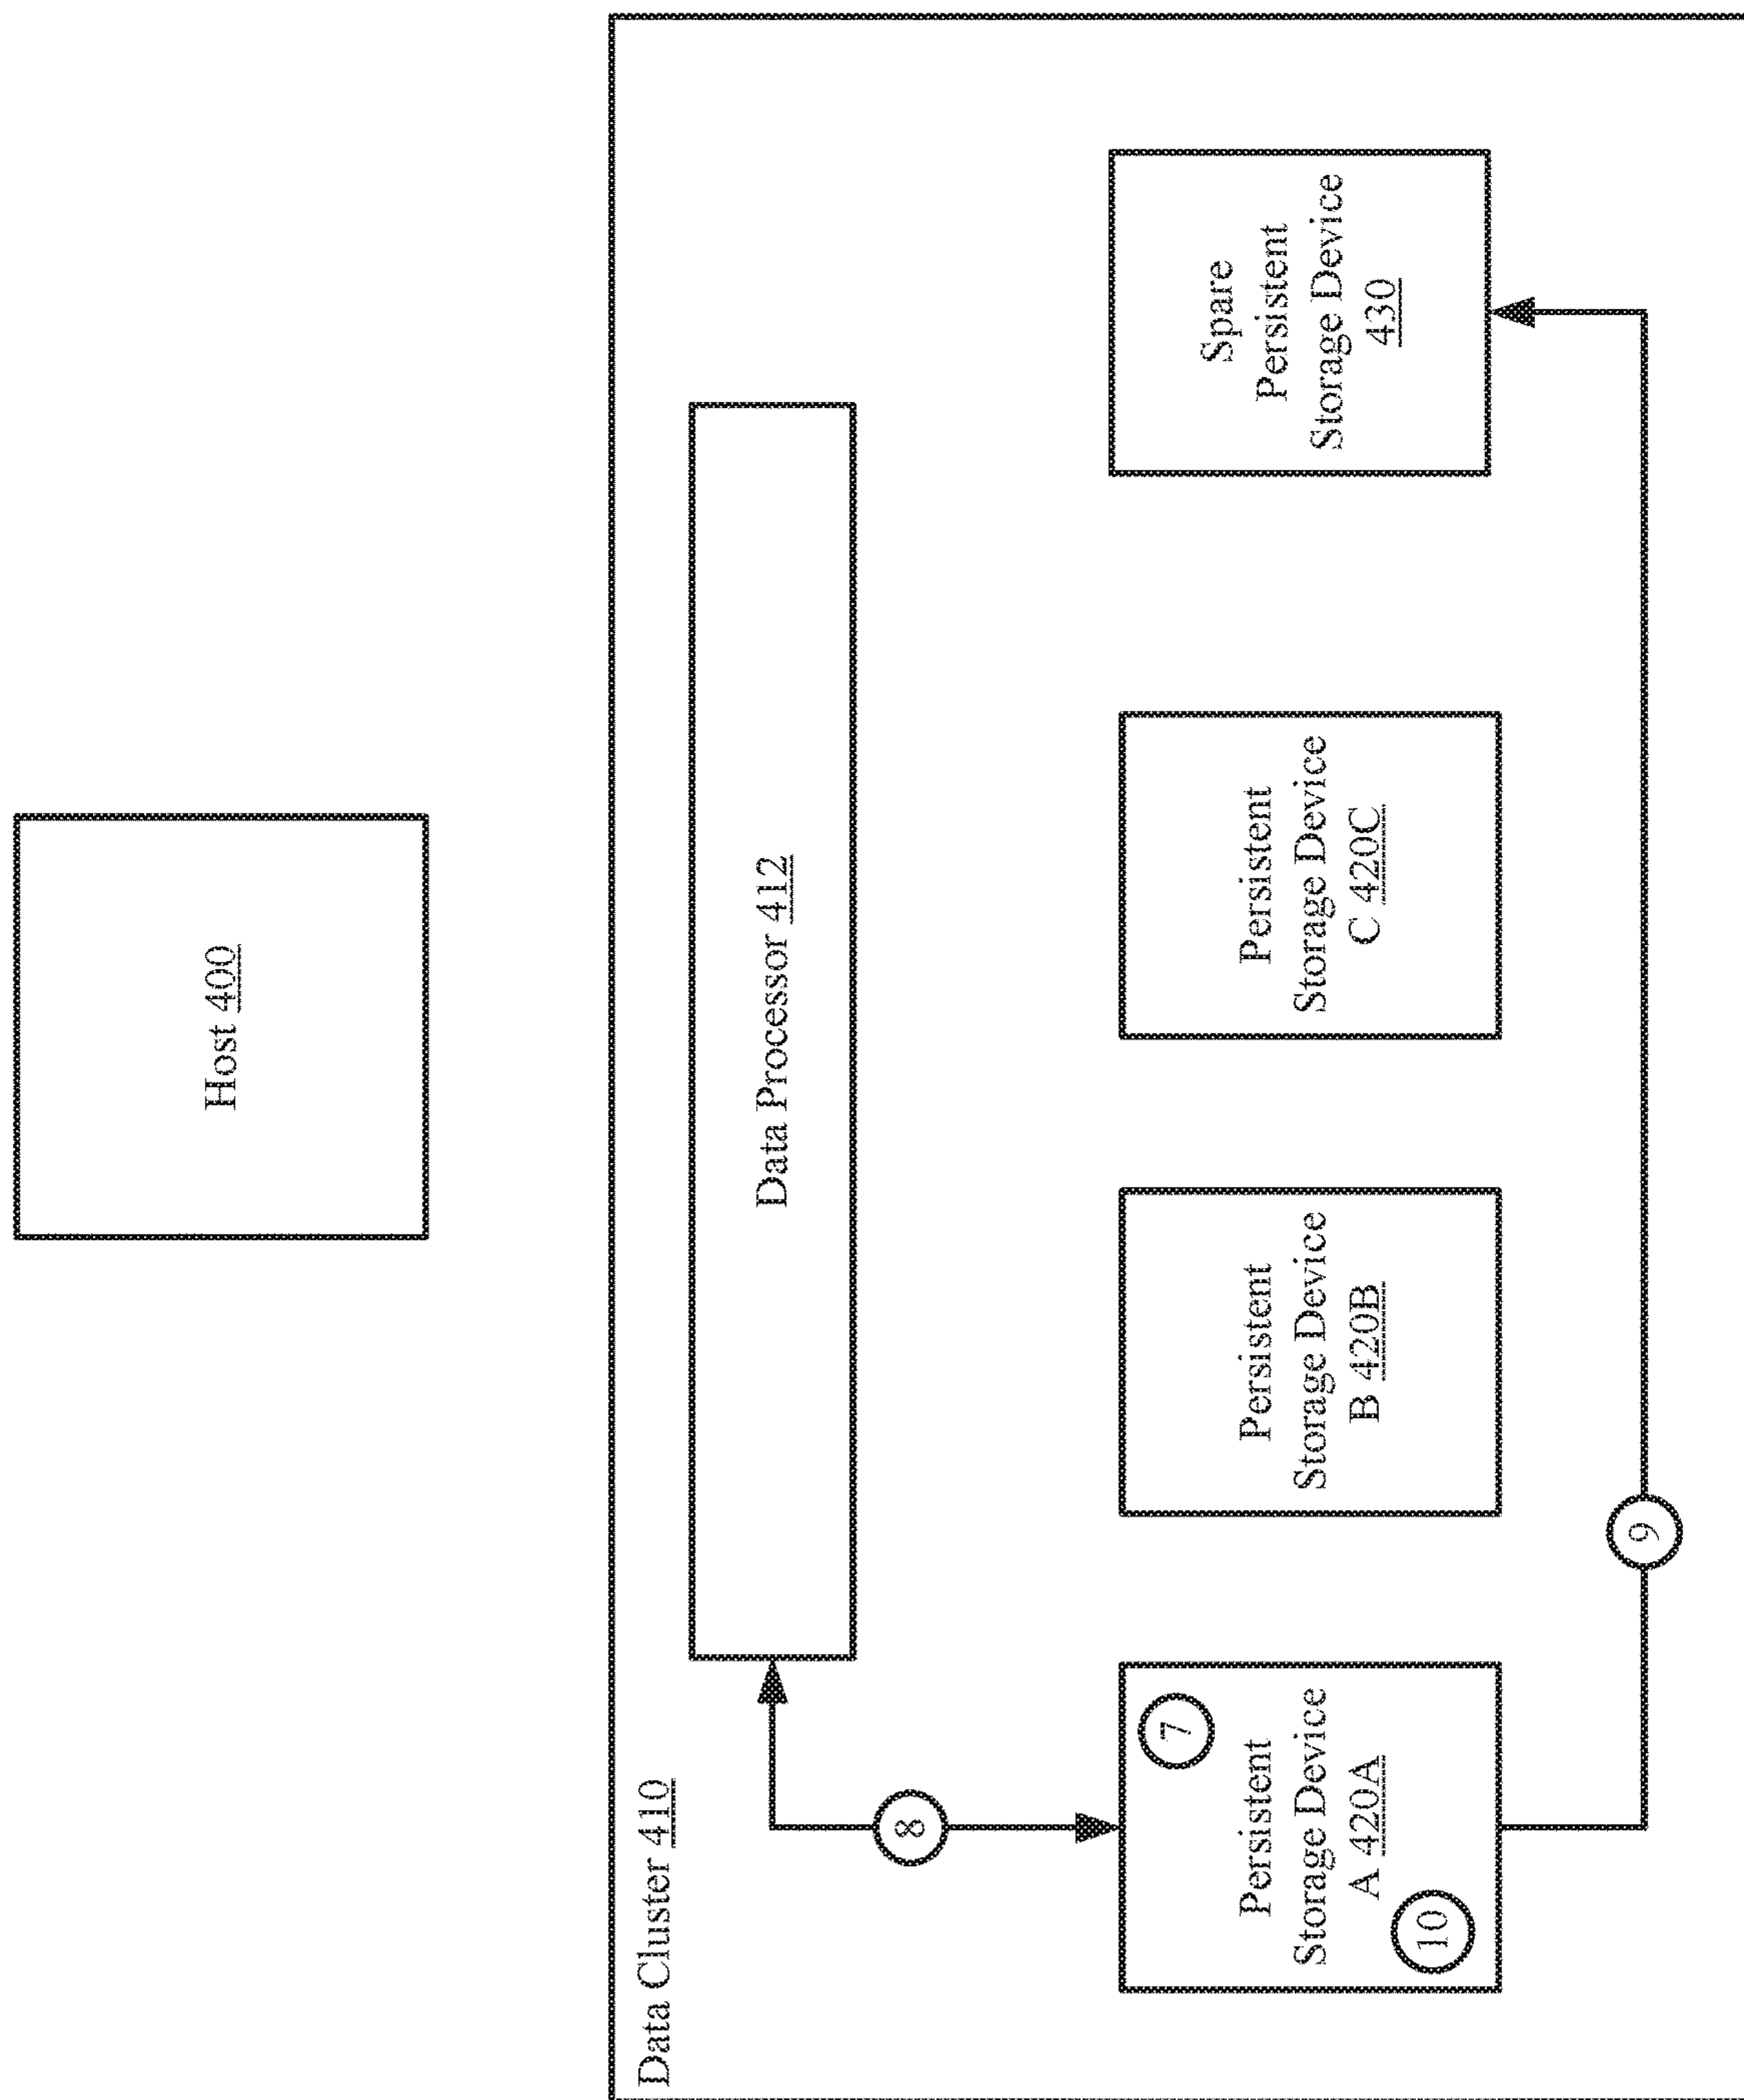 Host 400
Data Cluster 410
Data Processor 412
8
7
Persistent
Storage Device
A 420A
10
Persistent
Storage Device
B 420B
Persistent
Storage Device
C 420C
Spare
Persistent
Storage Device
430
9